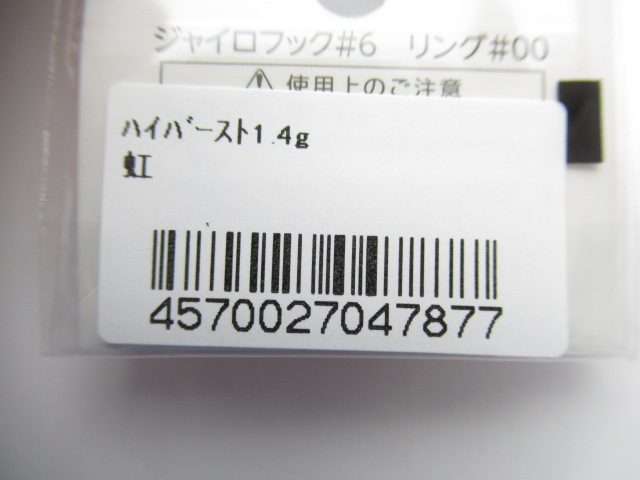 ジャイロフック#6 リング#00
⚠ 使用上のご注意
ﾊｲﾊﾞｰｽﾄ1.4g
虹
4570027047877